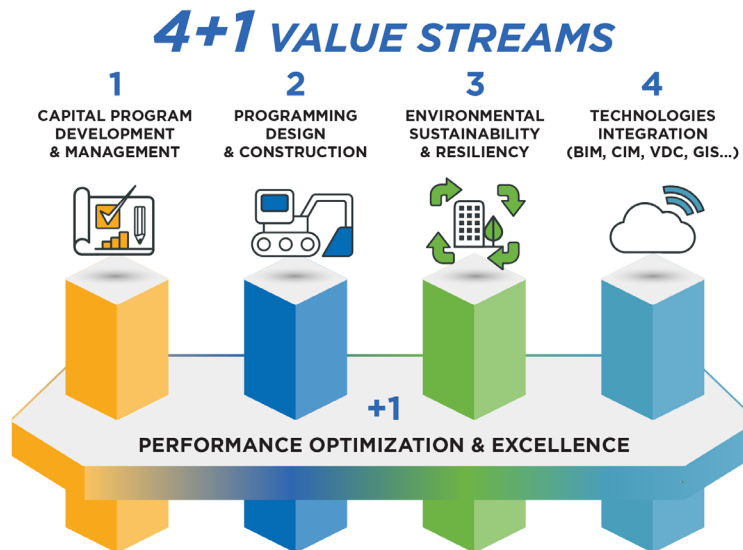 4+1 VALUE STREAMS
1
CAPITAL PROGRAM
DEVELOPMENT
& MANAGEMENT
2
PROGRAMMING
DESIGN
& CONSTRUCTION
3
ENVIRONMENTAL
SUSTAINABILITY
& RESILIENCY
4
TECHNOLOGIES
INTEGRATION
(BIM, CIM, VDC, GIS...)
+1
PERFORMANCE OPTIMIZATION & EXCELLENCE